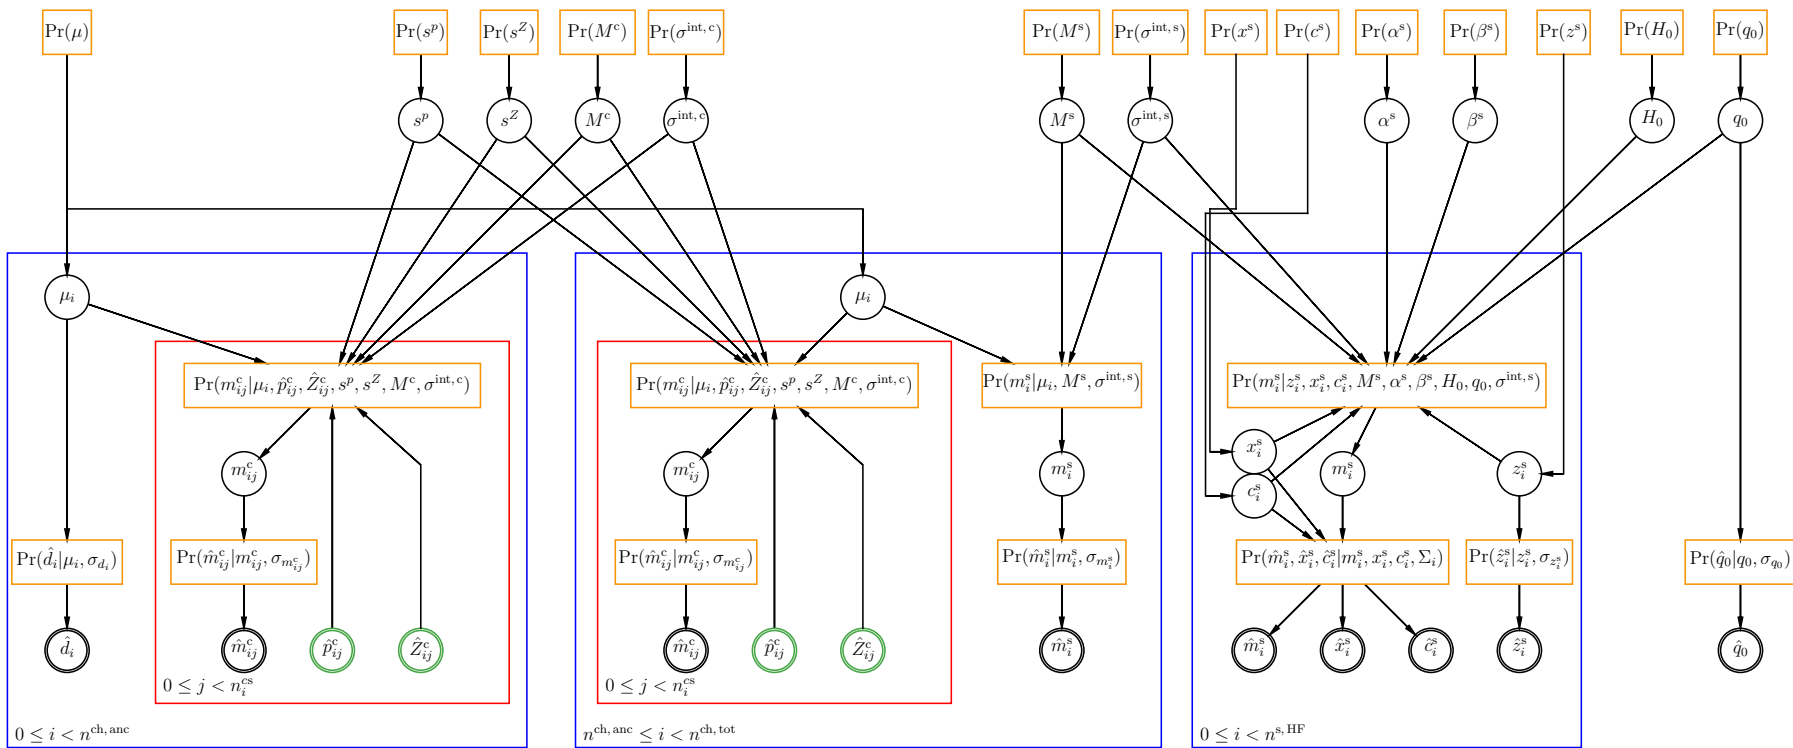 Pr(μ) Pr(s^p) Pr(s^Z) Pr(M^c) Pr(σ^{int, c}) Pr(M^s) Pr(σ^{int, s}) Pr(x^s) Pr(c^s) Pr(α^s) Pr(β^s) Pr(z^s) Pr(H_0) Pr(q_0)
s^p s^Z M^c σ^{int, c} M^s σ^{int, s} α^s β^s H_0 q_0
μ_i μ_i
Pr(m^c_{ij}|μ_i, p̂^c_{ij}, Ẑ^c_{ij}, s^p, s^Z, M^c, σ^{int, c}) Pr(m^c_{ij}|μ_i, p̂^c_{ij}, Ẑ^c_{ij}, s^p, s^Z, M^c, σ^{int, c}) Pr(m^s_i|μ_i, M^s, σ^{int, s}) Pr(m^s_i|z^s_i, x^s_i, c^s_i, M^s, α^s, β^s, H_0, q_0, σ^{int, s})
x^s_i
m^c_{ij} m^c_{ij} m^s_i m^s_i z^s_i
c^s_i
Pr(d̂_i|μ_i, σ_{d_i}) Pr(m̂^c_{ij}|m^c_{ij}, σ_{m^c_{ij}}) Pr(m̂^c_{ij}|m^c_{ij}, σ_{m^c_{ij}}) Pr(m̂^s_i|m^s_i, σ_{m^s_i}) Pr(m̂^s_i, x̂^s_i, ĉ^s_i|m^s_i, x^s_i, c^s_i, Σ_i) Pr(ẑ^s_i|z^s_i, σ_{z^s_i}) Pr(q̂_0|q_0, σ_{q_0})
d̂_i m̂^c_{ij} p̂^c_{ij} Ẑ^c_{ij} m̂^c_{ij} p̂^c_{ij} Ẑ^c_{ij} m̂^s_i m̂^s_i x̂^s_i ĉ^s_i ẑ^s_i q̂_0
0 ≤ j < n^{cs}_i 0 ≤ j < n^{cs}_i
0 ≤ i < n^{ch, anc} n^{ch, anc} ≤ i < n^{ch, tot} 0 ≤ i < n^{s, HF}